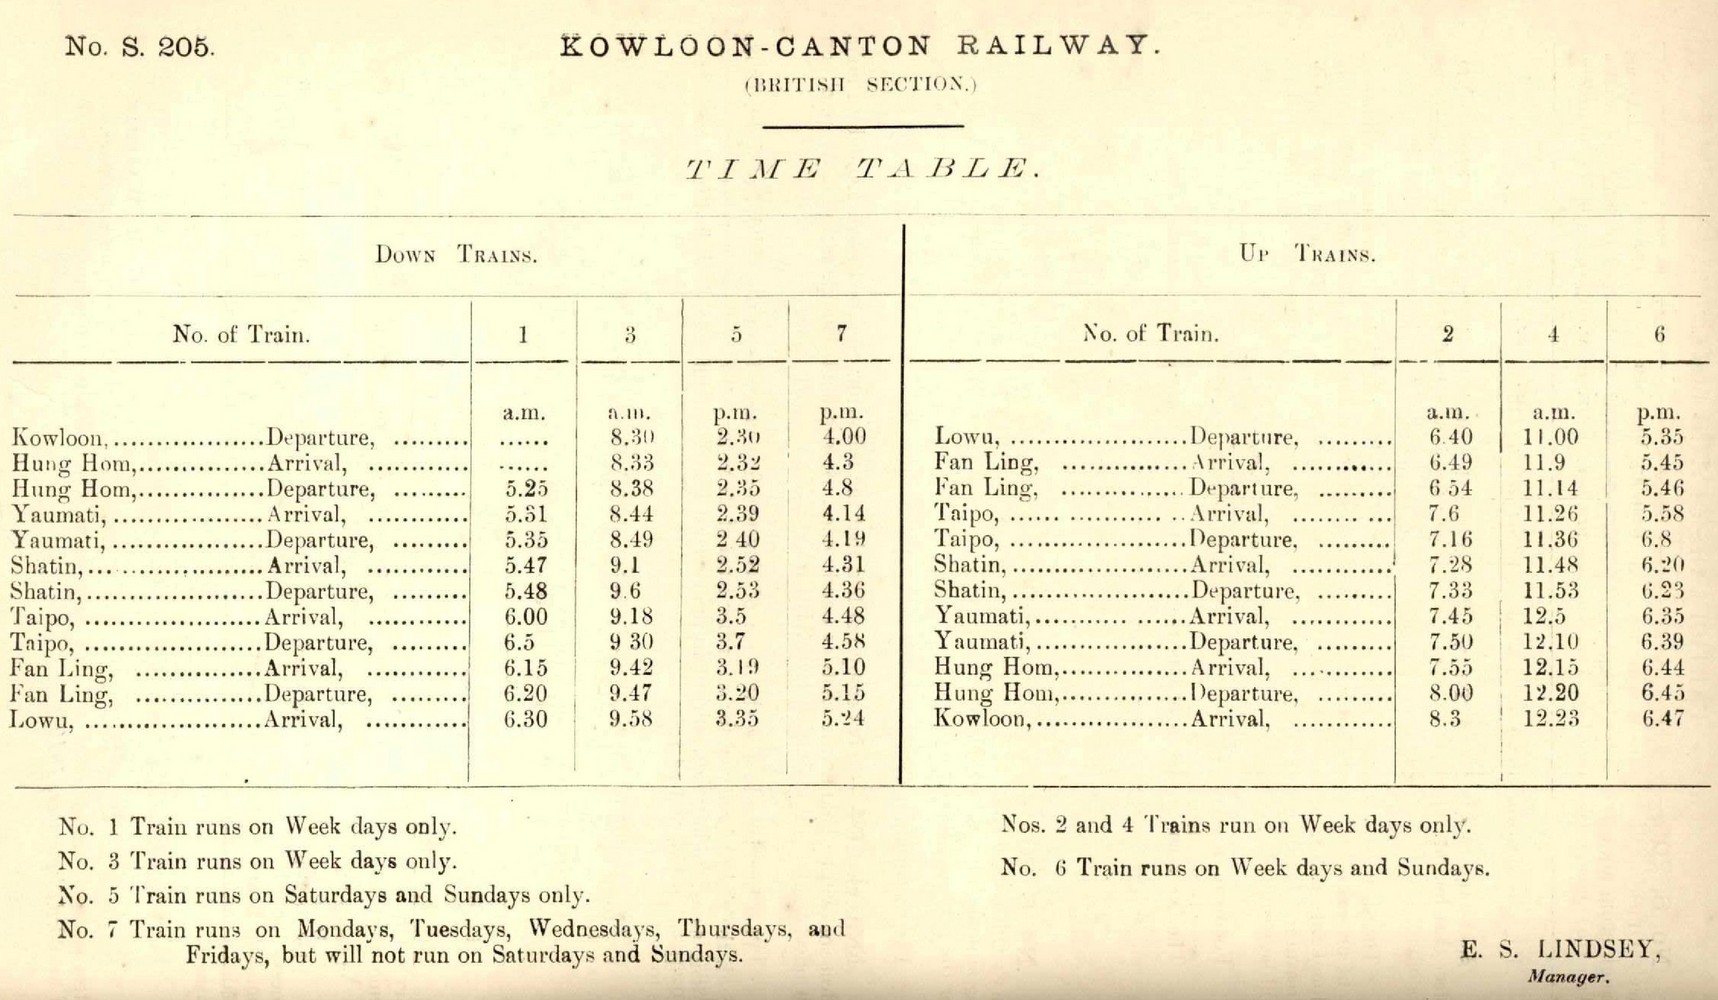 No. S. 205.
KOWLOON-CANTON RAILWAY.
(BRITISH SECTION.)
TIME TABLE.
DOWN TRAINS.
No. of Train. 1 3 5 7
a.m. a.m. p.m. p.m.
Kowloon,..................Departure, ......... ...... 8.30 2.30 4.00
Hung Hom,...............Arrival, ............ ...... 8.33 2.32 4.3
Hung Hom,...............Departure, ......... 5.25 8.38 2.35 4.8
Yaumati,..................Arrival, ............ 5.31 8.44 2.39 4.14
Yaumati,..................Departure, ......... 5.35 8.49 2 40 4.19
Shatin,.....................Arrival, ............ 5.47 9.1 2.52 4.31
Shatin,.....................Departure, ......... 5.48 9.6 2.53 4.36
Taipo, .....................Arrival, ............ 6.00 9.18 3.5 4.48
Taipo, .....................Departure, ......... 6.5 9 30 3.7 4.58
Fan Ling, ...............Arrival, ............ 6.15 9.42 3.19 5.10
Fan Ling, ...............Departure, ......... 6.20 9.47 3.20 5.15
Lowu, .....................Arrival, ............ 6.30 9.58 3.35 5.24
No. 1 Train runs on Week days only.
No. 3 Train runs on Week days only.
No. 5 Train runs on Saturdays and Sundays only.
No. 7 Train runs on Mondays, Tuesdays, Wednesdays, Thursdays, and
Fridays, but will not run on Saturdays and Sundays.
UP TRAINS.
No. of Train. 2 4 6
a.m. a.m. p.m.
Lowu, .....................Departure, ......... 6.40 11.00 5.35
Fan Ling, ...............Arrival, ............ 6.49 11.9 5.45
Fan Ling, ...............Departure, ......... 6 54 11.14 5.46
Taipo, .....................Arrival, ............ 7.6 11.26 5.58
Taipo, .....................Departure, ......... 7.16 11.36 6.8
Shatin,.....................Arrival, ............ 7.28 11.48 6.20
Shatin,.....................Departure, ......... 7.33 11.53 6.23
Yaumati,..................Arrival, ............ 7.45 12.5 6.35
Yaumati,..................Departure, ......... 7.50 12.10 6.39
Hung Hom,...............Arrival, ............ 7.55 12.15 6.44
Hung Hom,...............Departure, ......... 8.00 12.20 6.45
Kowloon,..................Arrival, ............ 8.3 12.23 6.47
Nos. 2 and 4 Trains run on Week days only.
No. 6 Train runs on Week days and Sundays.
E. S. LINDSEY,
Manager.